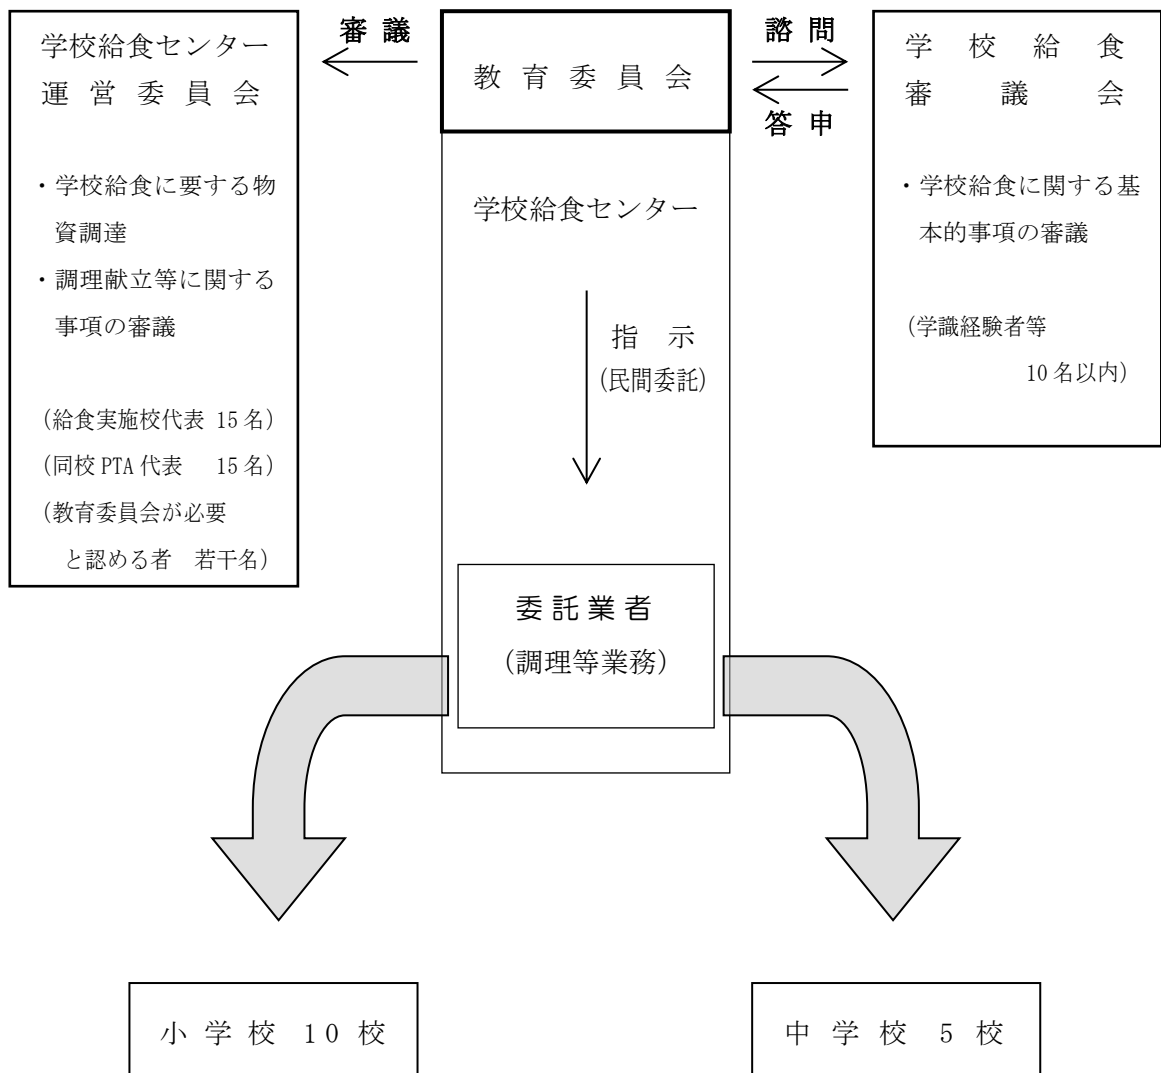 学校給食センター
運営委員会
・学校給食に要する物
資調達
・調理献立等に関する
事項の審議
(給食実施校代表 15名)
(同校PTA代表 15名)
(教育委員会が必要
と認める者 若干名)
審議
教育委員会
諮問
答申
学校給食
審議会
・学校給食に関する基
本的事項の審議
(学識経験者等
10名以内)
学校給食センター
指示
(民間委託)
委託業者
(調理等業務)
小学校 10校
中学校 5校